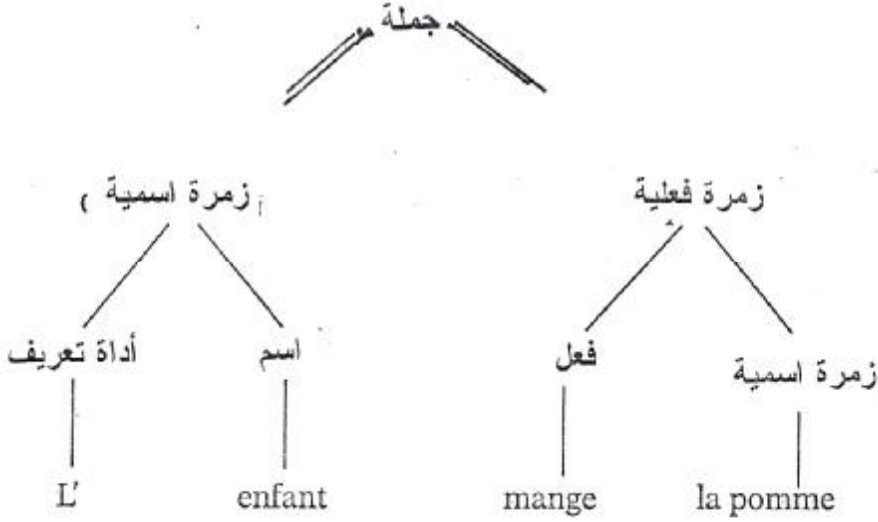 جملة
زمرة اسمية زمرة فعلية
أداة تعريف اسم فعل زمرة اسمية
L' enfant mange la pomme